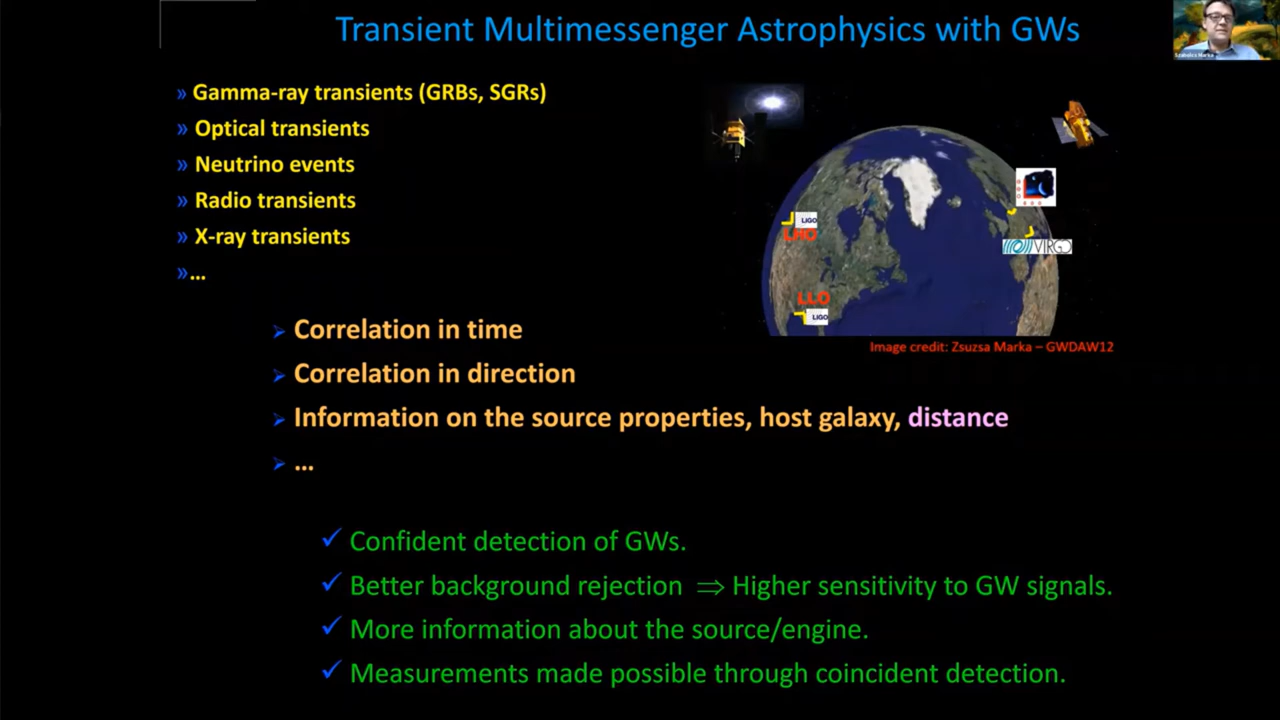 Transient Multimessenger Astrophysics with GWs
Szabolcs Marka
» Gamma-ray transients (GRBs, SGRs)
» Optical transients
» Neutrino events
» Radio transients
» X-ray transients
»...
LIGO
LHO
LLO
LIGO
VIRGO
Image credit: Zsuzsa Marka – GWDAW12
➢ Correlation in time
➢ Correlation in direction
➢ Information on the source properties, host galaxy, distance
➢ ...
✓ Confident detection of GWs.
✓ Better background rejection ⇒ Higher sensitivity to GW signals.
✓ More information about the source/engine.
✓ Measurements made possible through coincident detection.